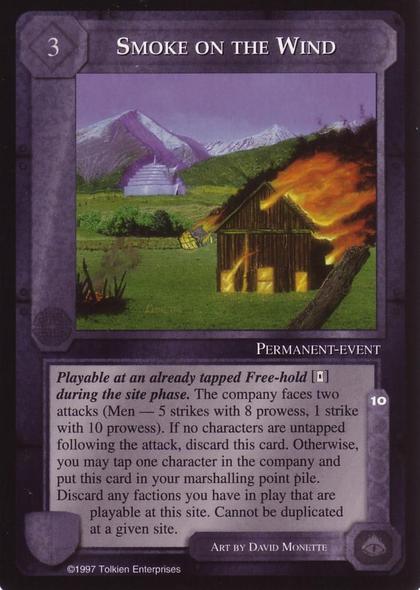 3
SMOKE ON THE WIND
PERMANENT-EVENT
Playable at an already tapped Free-hold []
during the site phase. The company faces two
attacks (Men — 5 strikes with 8 prowess, 1 strike
with 10 prowess). If no characters are untapped
following the attack, discard this card. Otherwise,
you may tap one character in the company and
put this card in your marshalling point pile.
Discard any factions you have in play that are
playable at this site. Cannot be duplicated
at a given site.
10
ART BY DAVID MONETTE
©1997 Tolkien Enterprises